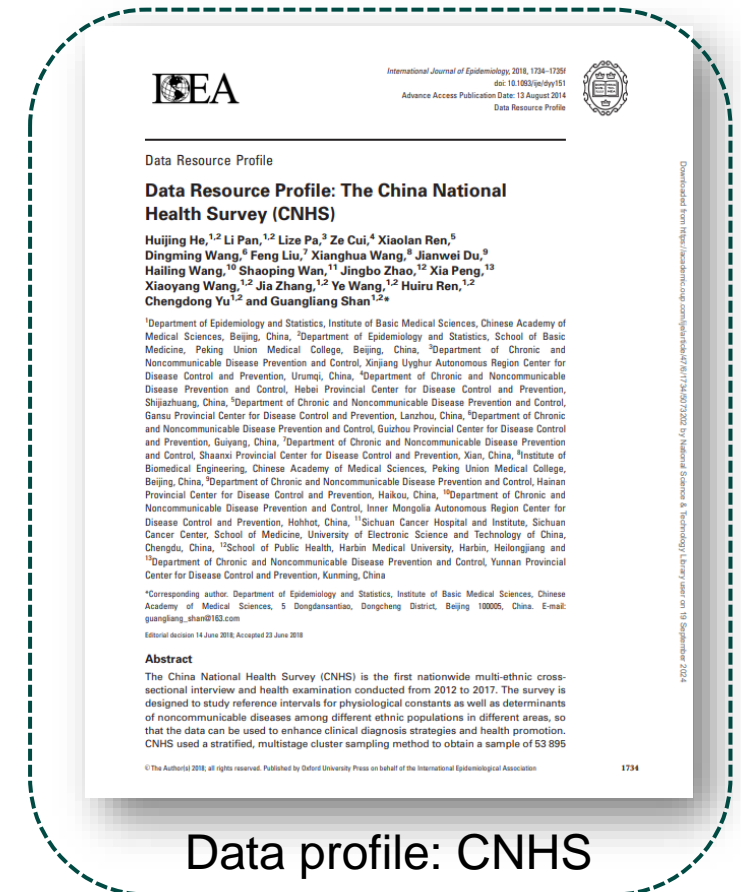 IEA
International Journal of Epidemiology, 2018, 1734–1735f
doi: 10.1093/ije/dyy151
Advance Access Publication Date: 13 August 2014
Data Resource Profile
Data Resource Profile
Data Resource Profile: The China National
Health Survey (CNHS)
Huijing He,1,2 Li Pan,1,2 Lize Pa,3 Ze Cui,4 Xiaolan Ren,5
Dingming Wang,6 Feng Liu,7 Xianghua Wang,8 Jianwei Du,9
Hailing Wang,10 Shaoping Wan,11 Jingbo Zhao,12 Xia Peng,13
Xiaoyang Wang,1,2 Jia Zhang,1,2 Ye Wang,1,2 Huiru Ren,1,2
Chengdong Yu1,2 and Guangliang Shan1,2*
1Department of Epidemiology and Statistics, Institute of Basic Medical Sciences, Chinese Academy of
Medical Sciences, Beijing, China, 2Department of Epidemiology and Statistics, School of Basic
Medicine, Peking Union Medical College, Beijing, China, 3Department of Chronic and
Noncommunicable Disease Prevention and Control, Xinjiang Uyghur Autonomous Region Center for
Disease Control and Prevention, Urumqi, China, 4Department of Chronic and Noncommunicable
Disease Prevention and Control, Hebei Provincial Center for Disease Control and Prevention,
Shijiazhuang, China, 5Department of Chronic and Noncommunicable Disease Prevention and Control,
Gansu Provincial Center for Disease Control and Prevention, Lanzhou, China, 6Department of Chronic
and Noncommunicable Disease Prevention and Control, Guizhou Provincial Center for Disease Control
and Prevention, Guiyang, China, 7Department of Chronic and Noncommunicable Disease Prevention
and Control, Shaanxi Provincial Center for Disease Control and Prevention, Xian, China, 8Institute of
Biomedical Engineering, Chinese Academy of Medical Sciences, Peking Union Medical College,
Beijing, China, 9Department of Chronic and Noncommunicable Disease Prevention and Control, Hainan
Provincial Center for Disease Control and Prevention, Haikou, China, 10Department of Chronic and
Noncommunicable Disease Prevention and Control, Inner Mongolia Autonomous Region Center for
Disease Control and Prevention, Hohhot, China, 11Sichuan Cancer Hospital and Institute, Sichuan
Cancer Center, School of Medicine, University of Electronic Science and Technology of China,
Chengdu, China, 12School of Public Health, Harbin Medical University, Harbin, Heilongjiang and
13Department of Chronic and Noncommunicable Disease Prevention and Control, Yunnan Provincial
Center for Disease Control and Prevention, Kunming, China
*Corresponding author. Department of Epidemiology and Statistics, Institute of Basic Medical Sciences, Chinese
Academy of Medical Sciences, 5 Dongdansantiao, Dongcheng District, Beijing 100005, China. E-mail:
guangliang_shan@163.com
Editorial decision 14 June 2018; Accepted 23 June 2018
Abstract
The China National Health Survey (CNHS) is the first nationwide multi-ethnic cross-
sectional interview and health examination conducted from 2012 to 2017. The survey is
designed to study reference intervals for physiological constants as well as determinants
of noncommunicable diseases among different ethnic populations in different areas, so
that the data can be used to enhance clinical diagnosis strategies and health promotion.
CNHS used a stratified, multistage cluster sampling method to obtain a sample of 53 895
© The Author(s) 2018; all rights reserved. Published by Oxford University Press on behalf of the International Epidemiological Association 1734
Downloaded from https://academic.oup.com/ije/article/47/6/1734/5073202 by National Science & Technology Library user on 19 September 2024
Data profile: CNHS